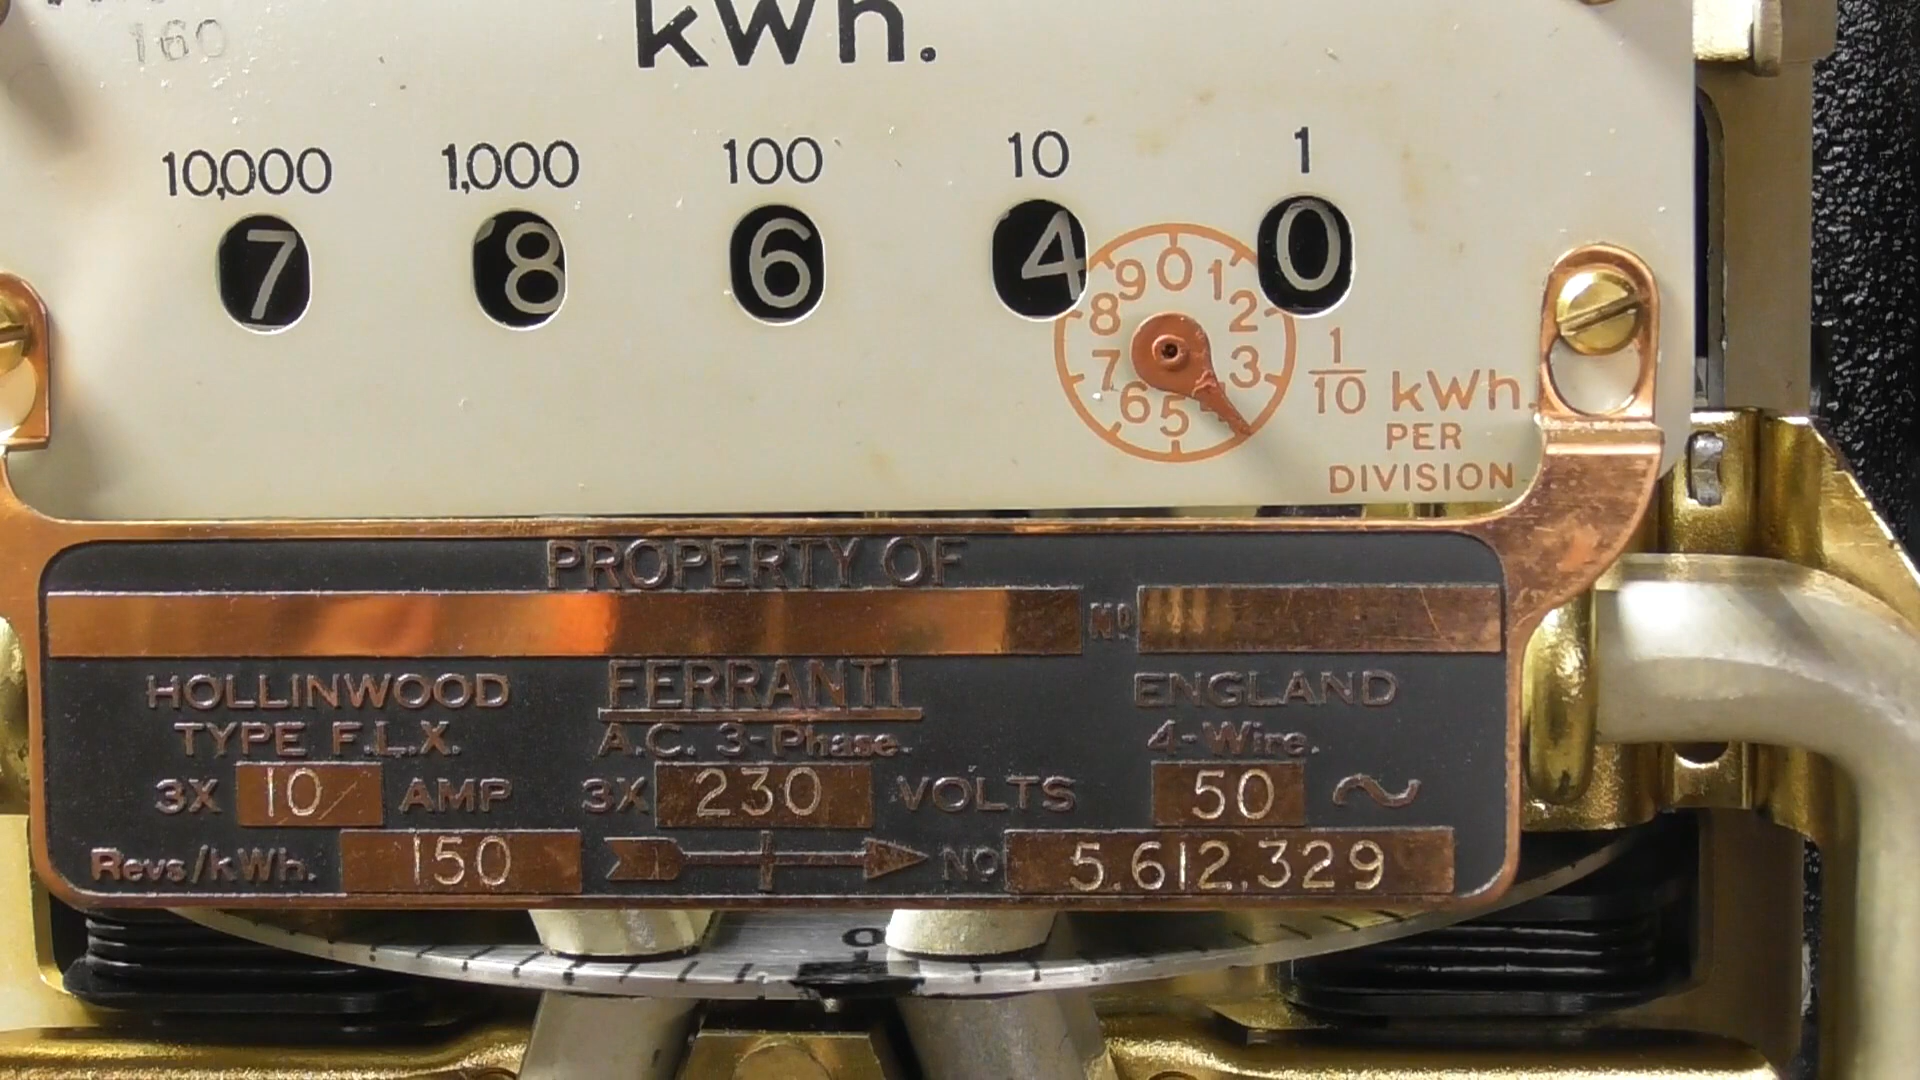 160
kWh.
10,000 1,000 100 10 1
7 8 6 4 0
0 1 2 3 4 5 6 7 8 9
1/10 kWh.
PER
DIVISION
PROPERTY OF
No
HOLLINWOOD FERRANTI ENGLAND
TYPE F.L.X. A.C. 3-Phase. 4-Wire.
3X 10 AMP 3X 230 VOLTS 50 ~
Revs/kWh. 150 NO 5.612.329
0